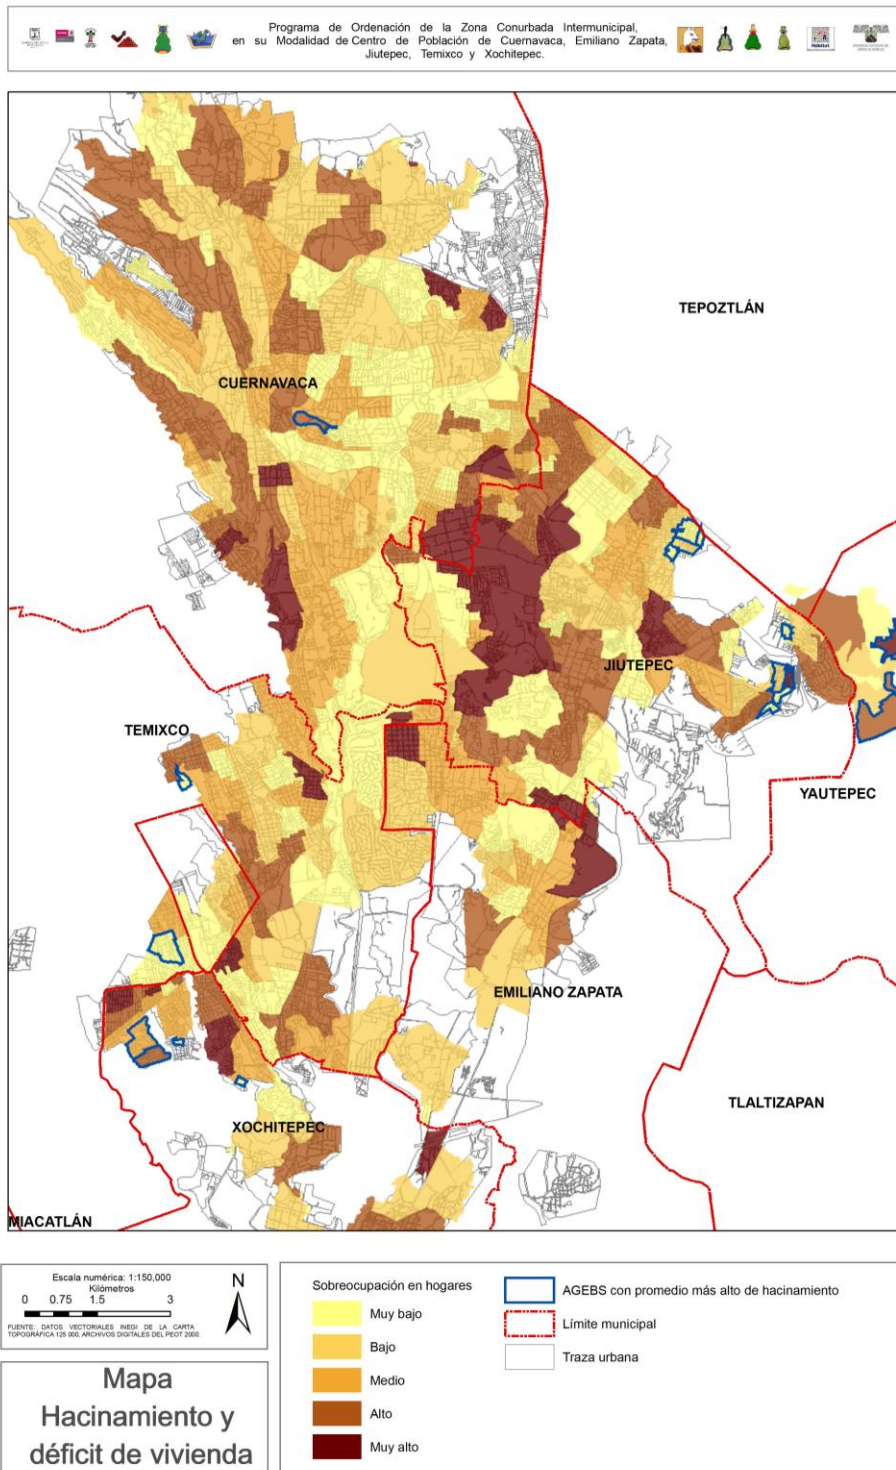 Programa de Ordenación de la Zona Conurbada Intermunicipal,
en su Modalidad de Centro de Población de Cuernavaca, Emiliano Zapata,
Jiutepec, Temixco y Xochitepec.
Hábitat
TEPOZTLÁN
CUERNAVACA
JIUTEPEC
TEMIXCO
YAUTEPEC
EMILIANO ZAPATA
TLALTIZAPAN
XOCHITEPEC
MIACATLÁN
Escala numérica: 1:150,000
Kilómetros
0 0.75 1.5 3
N
FUENTE: DATOS VECTORIALES INEGI DE LA CARTA
TOPOGRÁFICA 125 000, ARCHIVOS DIGITALES DEL PEOT 2000.
Mapa
Hacinamiento y
déficit de vivienda
Sobreocupación en hogares
Muy bajo
Bajo
Medio
Alto
Muy alto
AGEBS con promedio más alto de hacinamiento
Límite municipal
Traza urbana